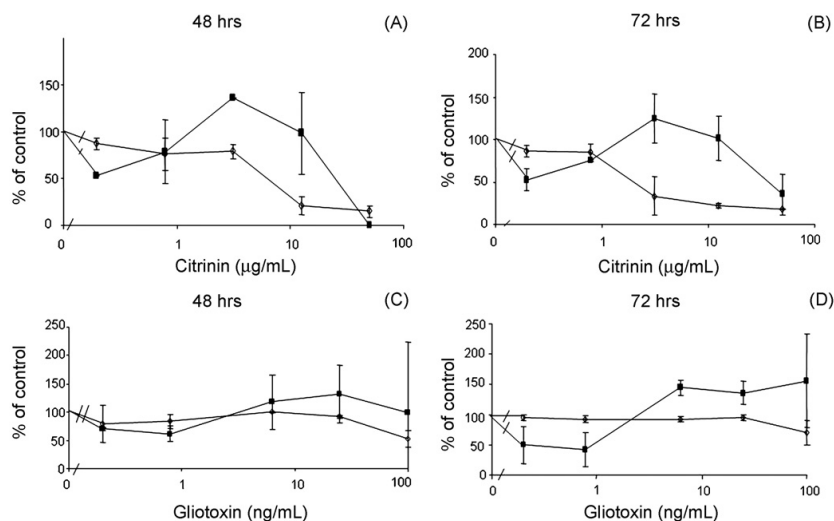 48 hrs
(A)
% of control
150
100
50
0
0
1
10
100
Citrinin (µg/mL)
72 hrs
(B)
% of control
200
150
100
50
0
0
1
10
100
Citrinin (µg/mL)
48 hrs
(C)
% of control
250
200
150
100
50
0
0
1
10
100
Gliotoxin (ng/mL)
72 hrs
(D)
% of control
250
200
150
100
50
0
0
1
10
100
Gliotoxin (ng/mL)